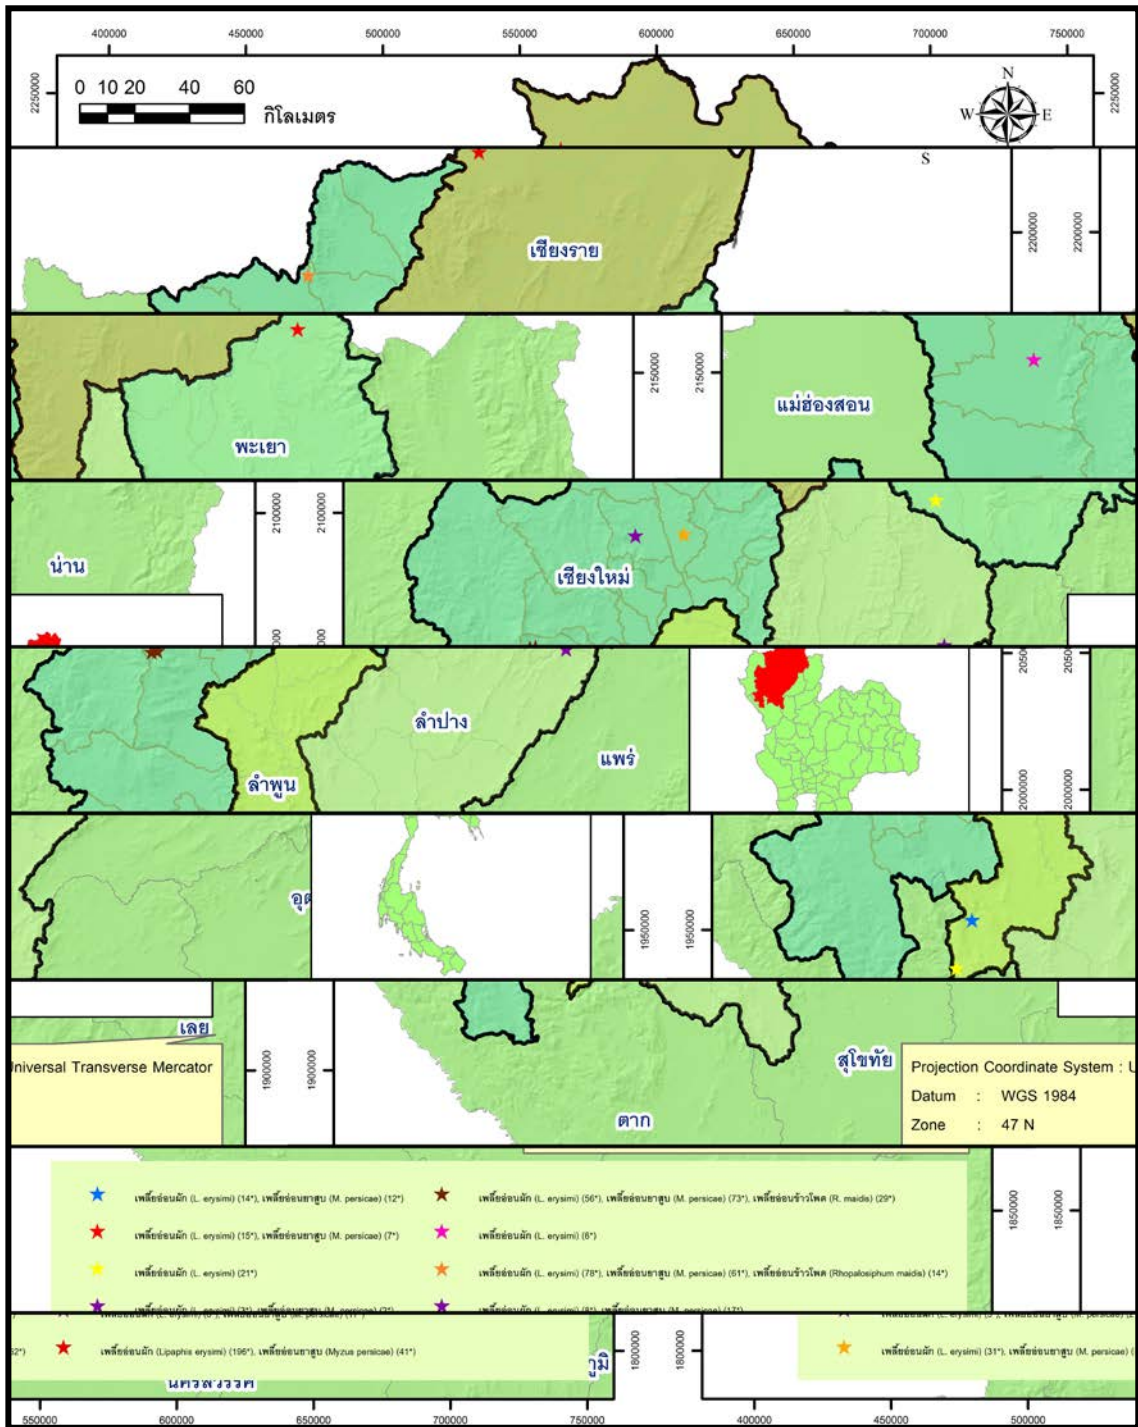 400000 450000 500000 550000 600000 650000 700000 750000
2250000 2250000
0 10 20 40 60
กิโลเมตร
N
W E
S
เชียงราย
2200000 2200000
2150000 2150000
แม่ฮ่องสอน
พะเยา
2100000 2100000
น่าน
เชียงใหม่
ลำปาง
แพร่
ลำพูน
2000000 2000000
1950000 1950000
เลย
Universal Transverse Mercator
1900000 1900000
สุโขทัย
ตาก
Projection Coordinate System : U
Datum : WGS 1984
Zone : 47 N
เพลี้ยอ่อนผัก (L. erysimi) (14*), เพลี้ยอ่อนยาสูบ (M. persicae) (12*)
เพลี้ยอ่อนผัก (L. erysimi) (56*), เพลี้ยอ่อนยาสูบ (M. persicae) (73*), เพลี้ยอ่อนข้าวโพด (R. maidis) (29*)
เพลี้ยอ่อนผัก (L. erysimi) (15*), เพลี้ยอ่อนยาสูบ (M. persicae) (7*)
เพลี้ยอ่อนผัก (L. erysimi) (6*)
เพลี้ยอ่อนผัก (L. erysimi) (21*)
เพลี้ยอ่อนผัก (L. erysimi) (78*), เพลี้ยอ่อนยาสูบ (M. persicae) (61*), เพลี้ยอ่อนข้าวโพด (Rhopalosiphum maidis) (14*)
1850000 1850000
เพลี้ยอ่อนผัก (Lipaphis erysimi) (196*), เพลี้ยอ่อนยาสูบ (Myzus persicae) (41*)
เพลี้ยอ่อนผัก (L. erysimi) (31*), เพลี้ยอ่อนยาสูบ (M. persicae) (
1800000 1800000
นครสวรรค์
550000 600000 650000 700000 750000 400000 450000 500000